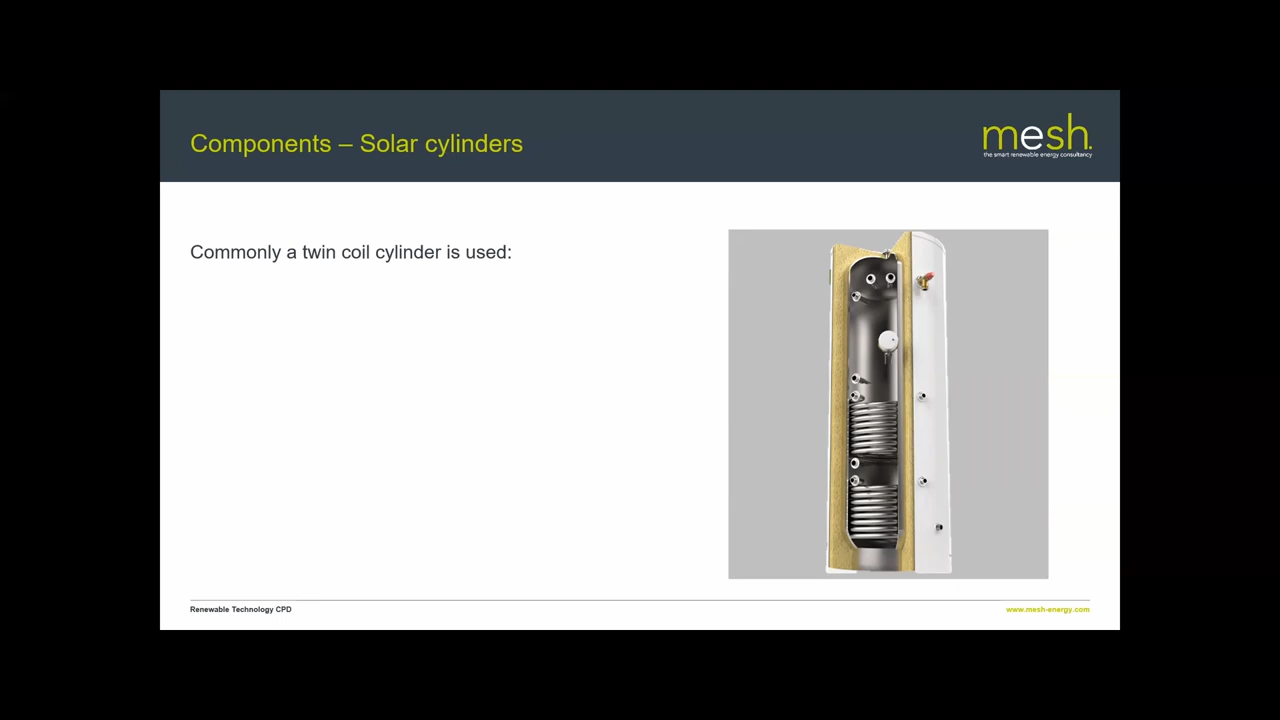 Components – Solar cylinders
mesh.
the smart renewable energy consultancy
Commonly a twin coil cylinder is used:
Renewable Technology CPD
www.mesh-energy.com